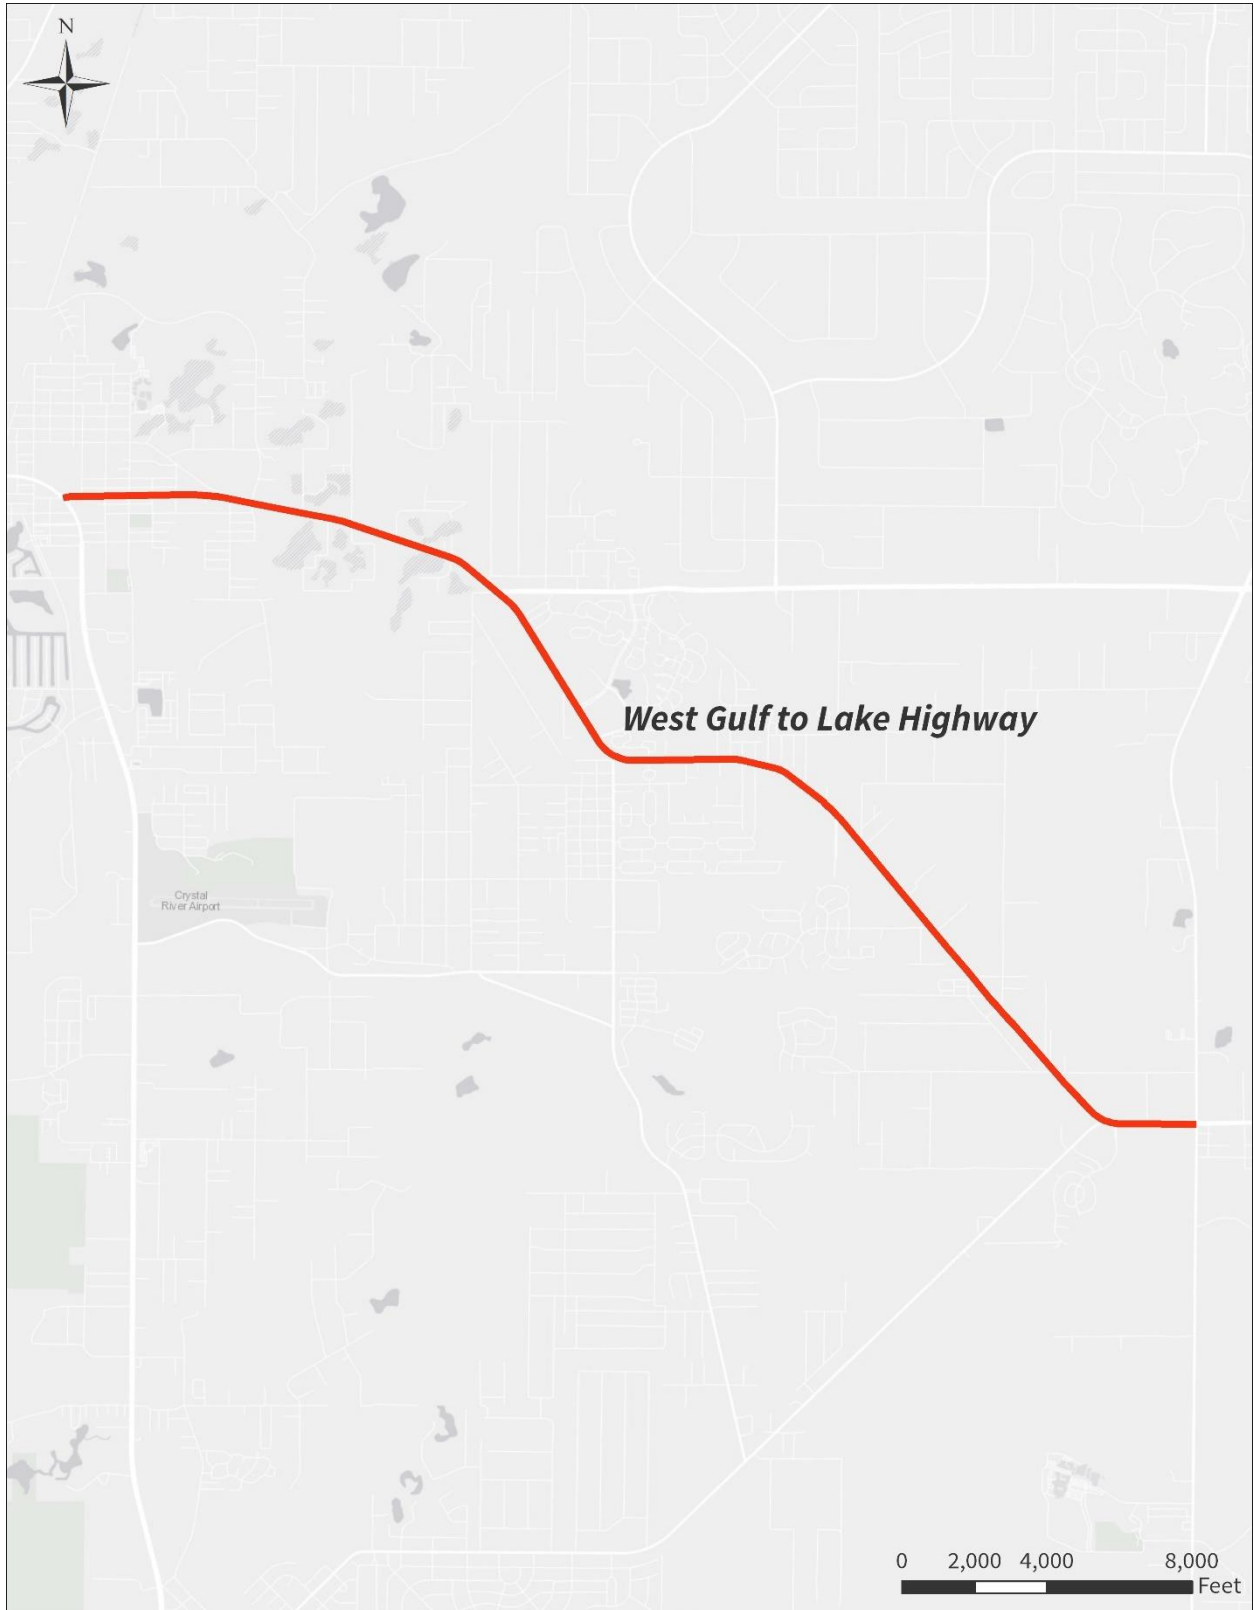 N
West Gulf to Lake Highway
Crystal
River Airport
0 2,000 4,000 8,000
Feet